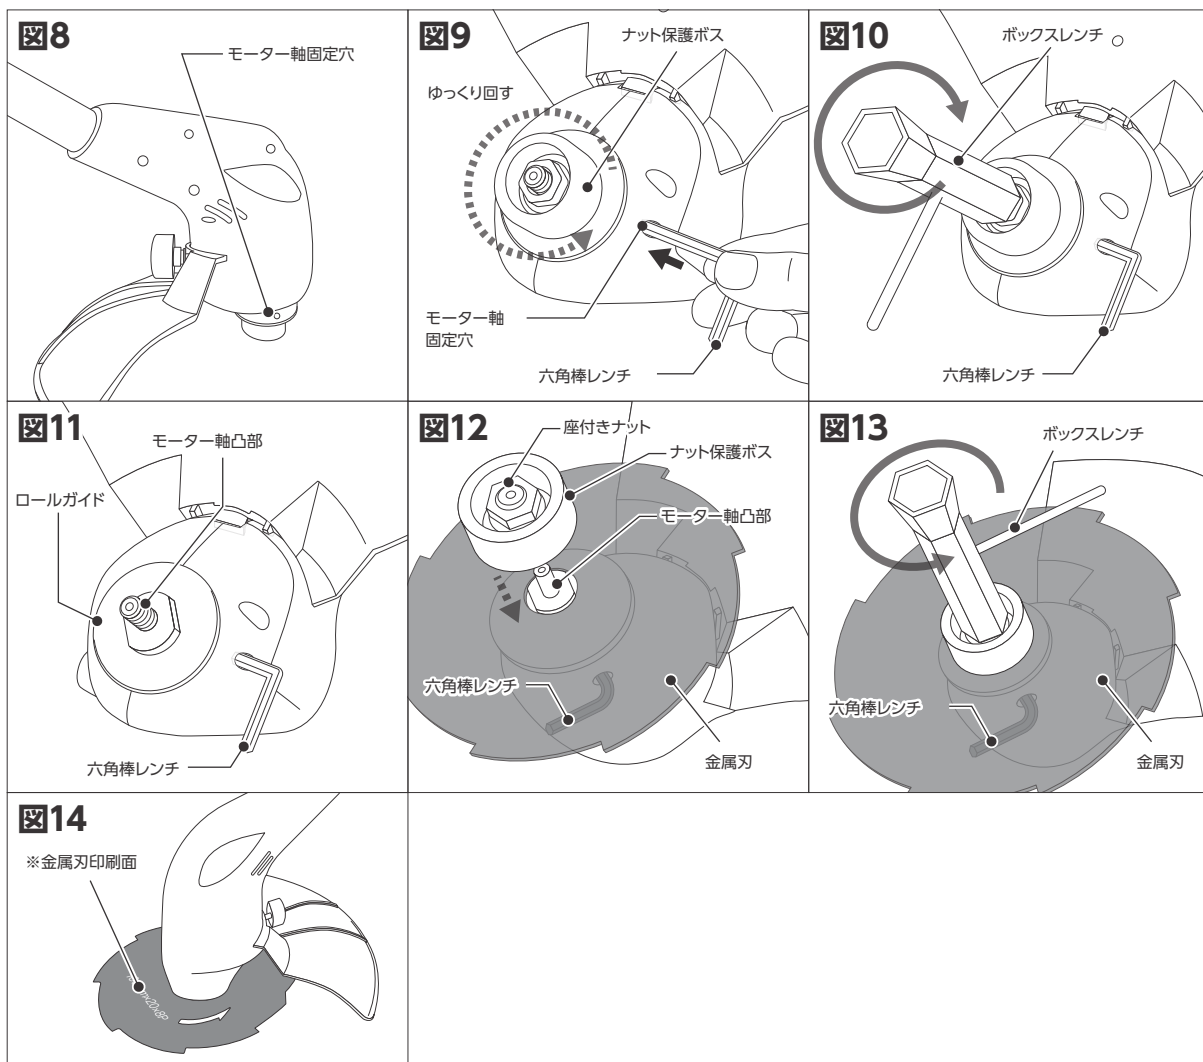 図8
モーター軸固定穴
図9
ナット保護ボス
ゆっくり回す
モーター軸
固定穴
六角棒レンチ
図10
ボックスレンチ
六角棒レンチ
図11
モーター軸凸部
ロールガイド
六角棒レンチ
図12
座付きナット
ナット保護ボス
モーター軸凸部
六角棒レンチ
金属刃
図13
ボックスレンチ
六角棒レンチ
金属刃
図14
※金属刃印刷面